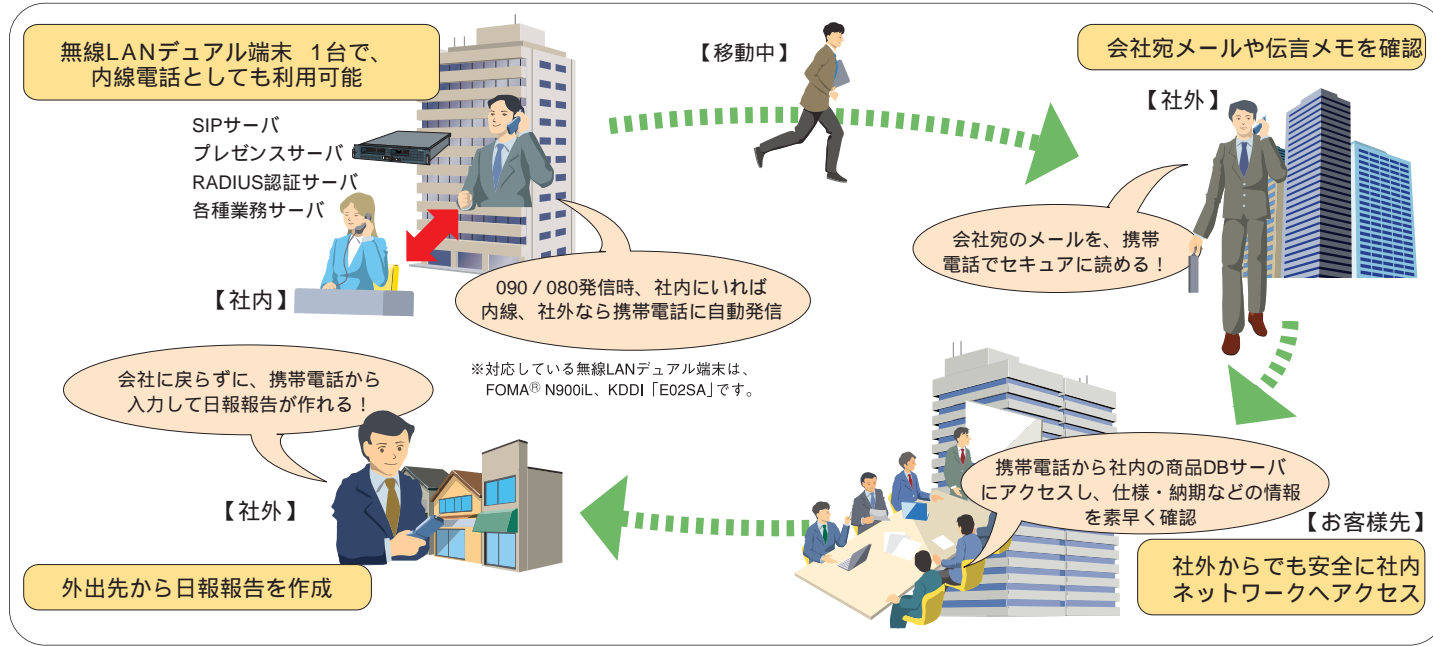 無線LANデュアル端末 1台で、
内線電話としても利用可能
SIPサーバ
プレゼンスサーバ
RADIUS認証サーバ
各種業務サーバ
【社内】
090/080発信時、社内にいれば
内線、社外なら携帯電話に自動発信
※対応している無線LANデュアル端末は、
FOMA® N900iL、KDDI「E02SA」です。
【移動中】
会社宛メールや伝言メモを確認
【社外】
会社宛のメールを、携帯
電話でセキュアに読める！
携帯電話から社内の商品DBサーバ
にアクセスし、仕様・納期などの情報
を素早く確認
【お客様先】
社外からでも安全に社内
ネットワークへアクセス
会社に戻らずに、携帯電話から
入力して日報報告が作れる！
【社外】
外出先から日報報告を作成